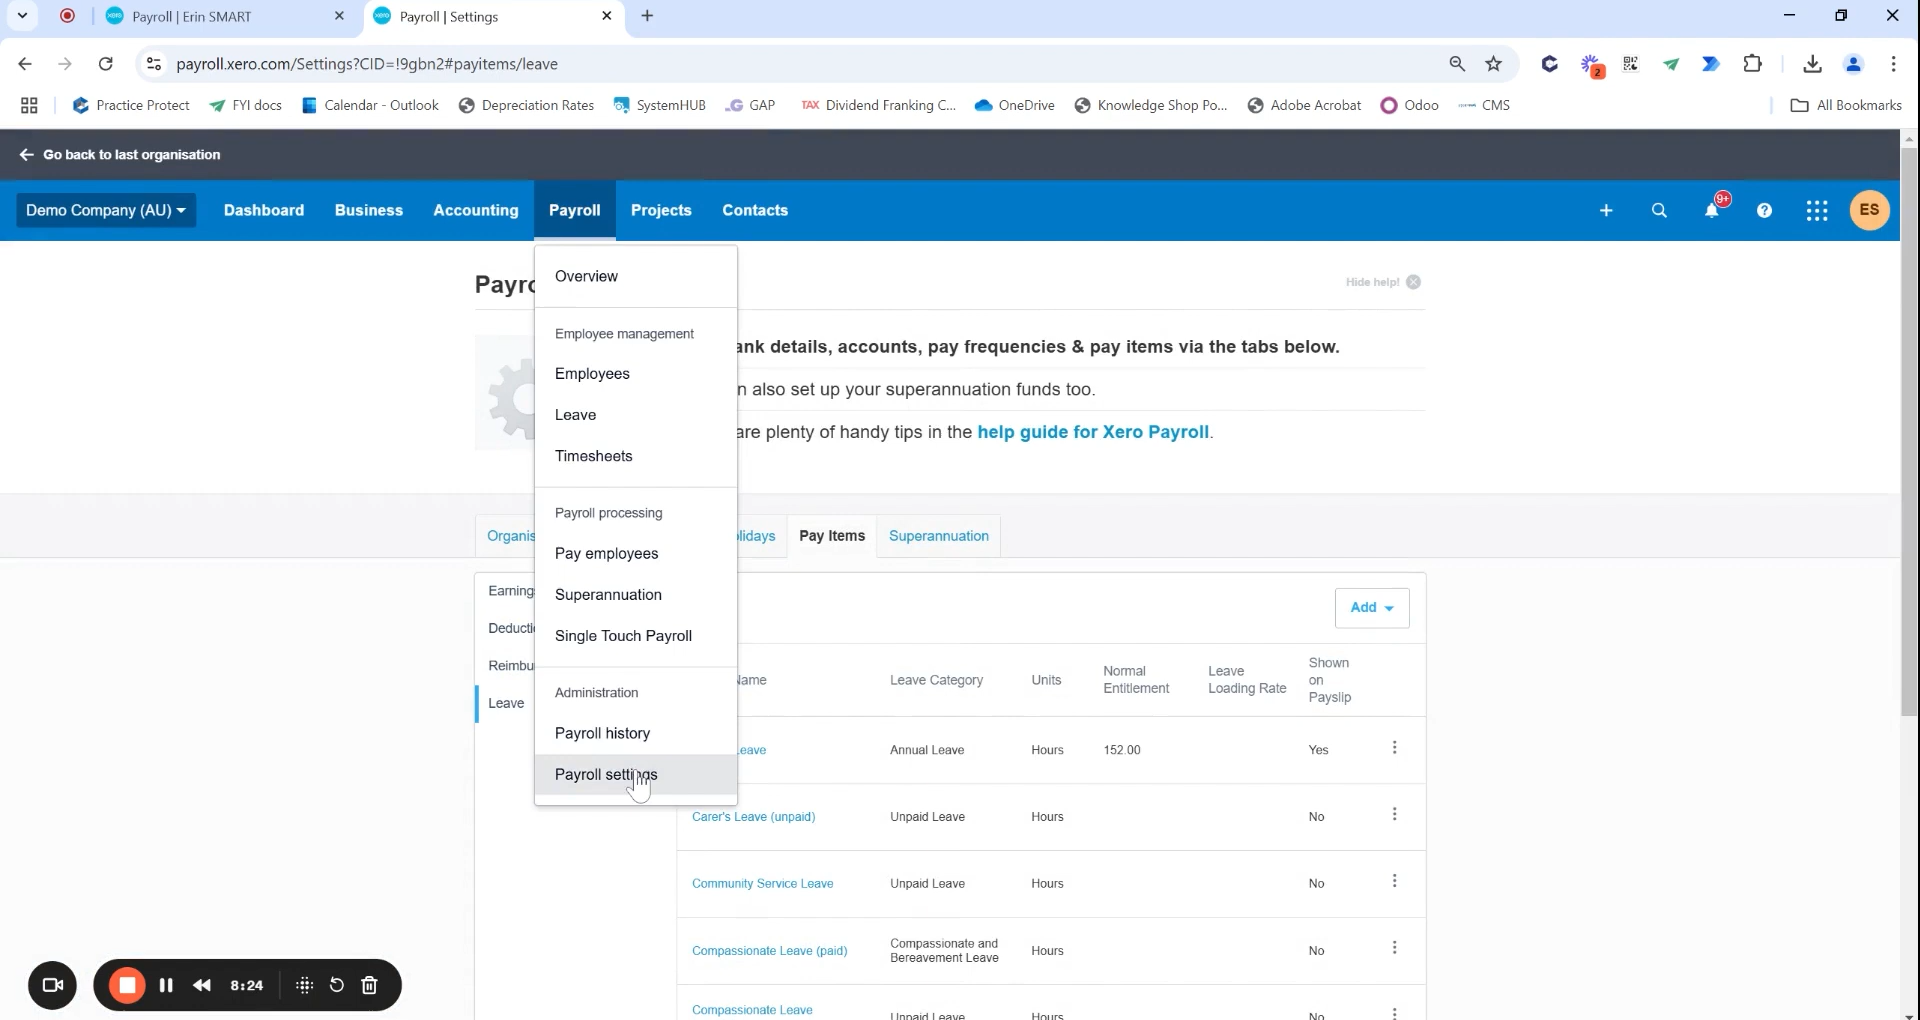 Payroll | Erin SMART
Payroll | Settings
payroll.xero.com/Settings?CID=!9gbn2#payitems/leave
2
Practice Protect
FYI docs
Calendar - Outlook
Depreciation Rates
SystemHUB
GAP
TAX
Dividend Franking C...
OneDrive
Knowledge Shop Po...
Adobe Acrobat
Odoo
CMS
All Bookmarks
Go back to last organisation
Demo Company (AU)
Dashboard
Business
Accounting
Payroll
Projects
Contacts
9+
ES
Overview
Employee management
Employees
Leave
Timesheets
Payroll processing
Pay employees
Superannuation
Single Touch Payroll
Administration
Payroll history
Payroll settings
Payro
Hide help!
ank details, accounts, pay frequencies & pay items via the tabs below.
n also set up your superannuation funds too.
are plenty of handy tips in the help guide for Xero Payroll.
Organis
lidays
Pay Items
Superannuation
Earning
Deducti
Reimbu
Leave
Add
Name
Leave Category
Units
Normal Entitlement
Leave Loading Rate
Shown on Payslip
eave
Annual Leave
Hours
152.00
Yes
Carer's Leave (unpaid)
Unpaid Leave
Hours
No
Community Service Leave
Unpaid Leave
Hours
No
Compassionate Leave (paid)
Compassionate and Bereavement Leave
Hours
No
Compassionate Leave
Unpaid Leave
Hours
No
8:24